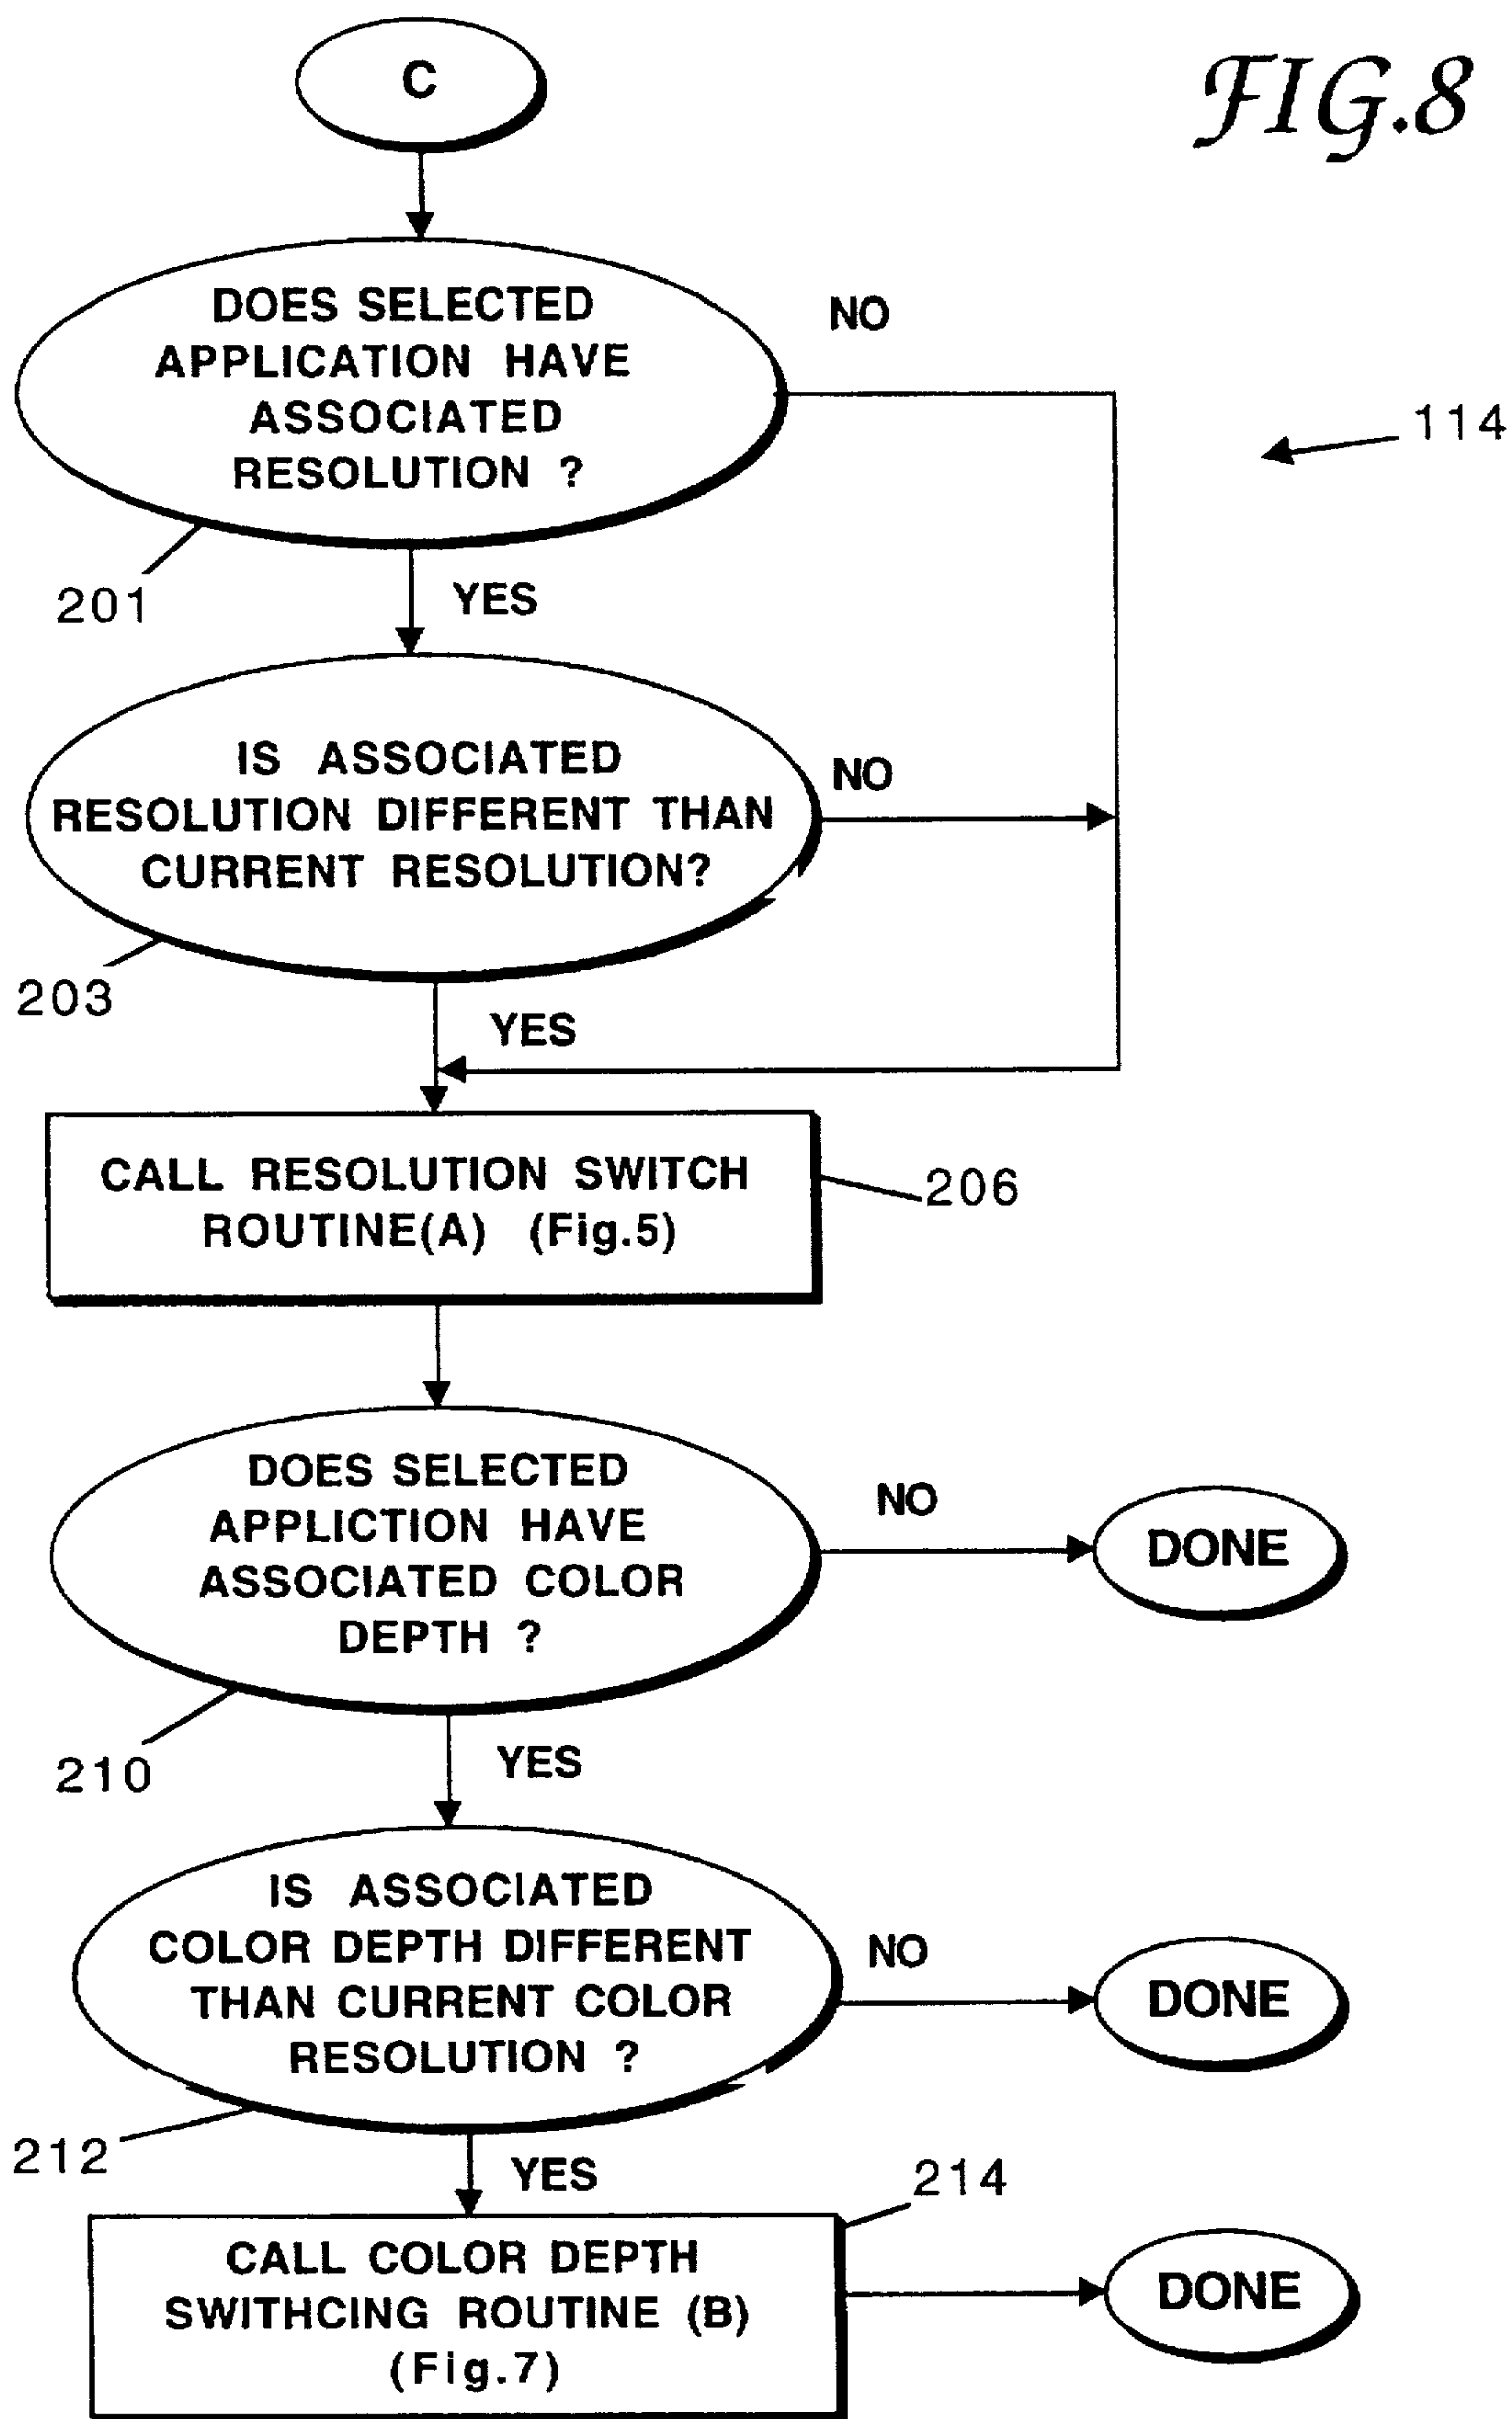 FIG.8
C
DOES SELECTED
APPLICATION HAVE
ASSOCIATED
RESOLUTION ?
NO
114
201
YES
IS ASSOCIATED
RESOLUTION DIFFERENT THAN
CURRENT RESOLUTION?
NO
203
YES
CALL RESOLUTION SWITCH
ROUTINE(A) (Fig.5)
206
DOES SELECTED
APPLICTION HAVE
ASSOCIATED COLOR
DEPTH ?
NO
DONE
210
YES
IS ASSOCIATED
COLOR DEPTH DIFFERENT
THAN CURRENT COLOR
RESOLUTION ?
NO
DONE
212
YES
214
CALL COLOR DEPTH
SWITHCING ROUTINE (B)
(Fig.7)
DONE